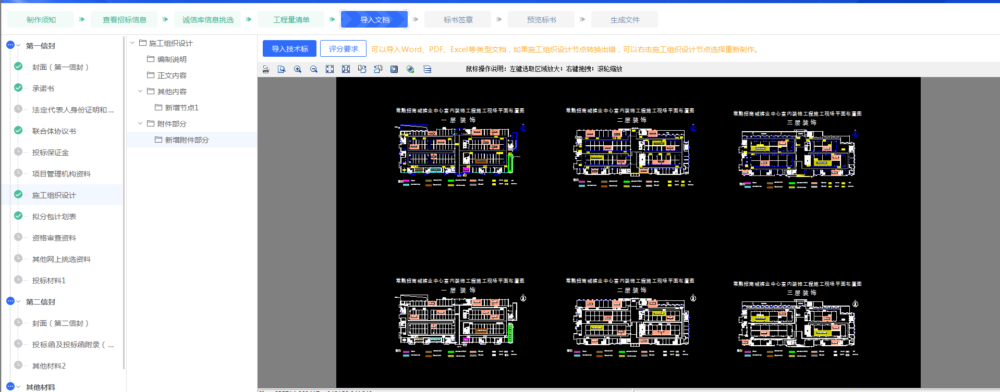 制作须知
查看招标信息
诚信库信息挑选
工程量清单
导入文档
标书签章
预览标书
生成文件
第一信封
封面（第一信封）
承诺书
法定代表人身份证明和...
联合体协议书
投标保证金
项目管理机构资料
施工组织设计
拟分包计划表
资格审查资料
其他网上挑选资料
投标材料1
第二信封
封面（第二信封）
投标函及投标函附录（...
其他材料2
其他材料
施工组织设计
编制说明
正文内容
其他内容
新增节点1
附件部分
新增附件部分
导入技术标
评分要求
可以导入Word、PDF、Excel等类型文档，如果施工组织设计节点转换出错，可以右击施工组织设计节点选择重新制作。
鼠标操作说明：左键选取区域放大；右键拖拽；滚轮缩放
常熟招商城裤业中心室内装饰工程施工现场平面布置图
一层装饰
常熟招商城裤业中心室内装饰工程施工现场平面布置图
二层装饰
常熟招商城裤业中心室内装饰工程施工现场平面布置图
三层装饰
常熟招商城裤业中心室内装饰工程施工现场平面布置图
一层装饰
常熟招商城裤业中心室内装饰工程施工现场平面布置图
二层装饰
常熟招商城裤业中心室内装饰工程施工现场平面布置图
三层装饰